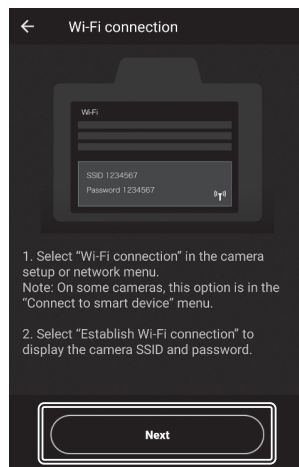 Wi-Fi connection
Wi-Fi
SSID 1234567
Password 1234567
1. Select “Wi-Fi connection” in the camera
setup or network menu.
Note: On some cameras, this option is in the
“Connect to smart device” menu.
2. Select “Establish Wi-Fi connection” to
display the camera SSID and password.
Next